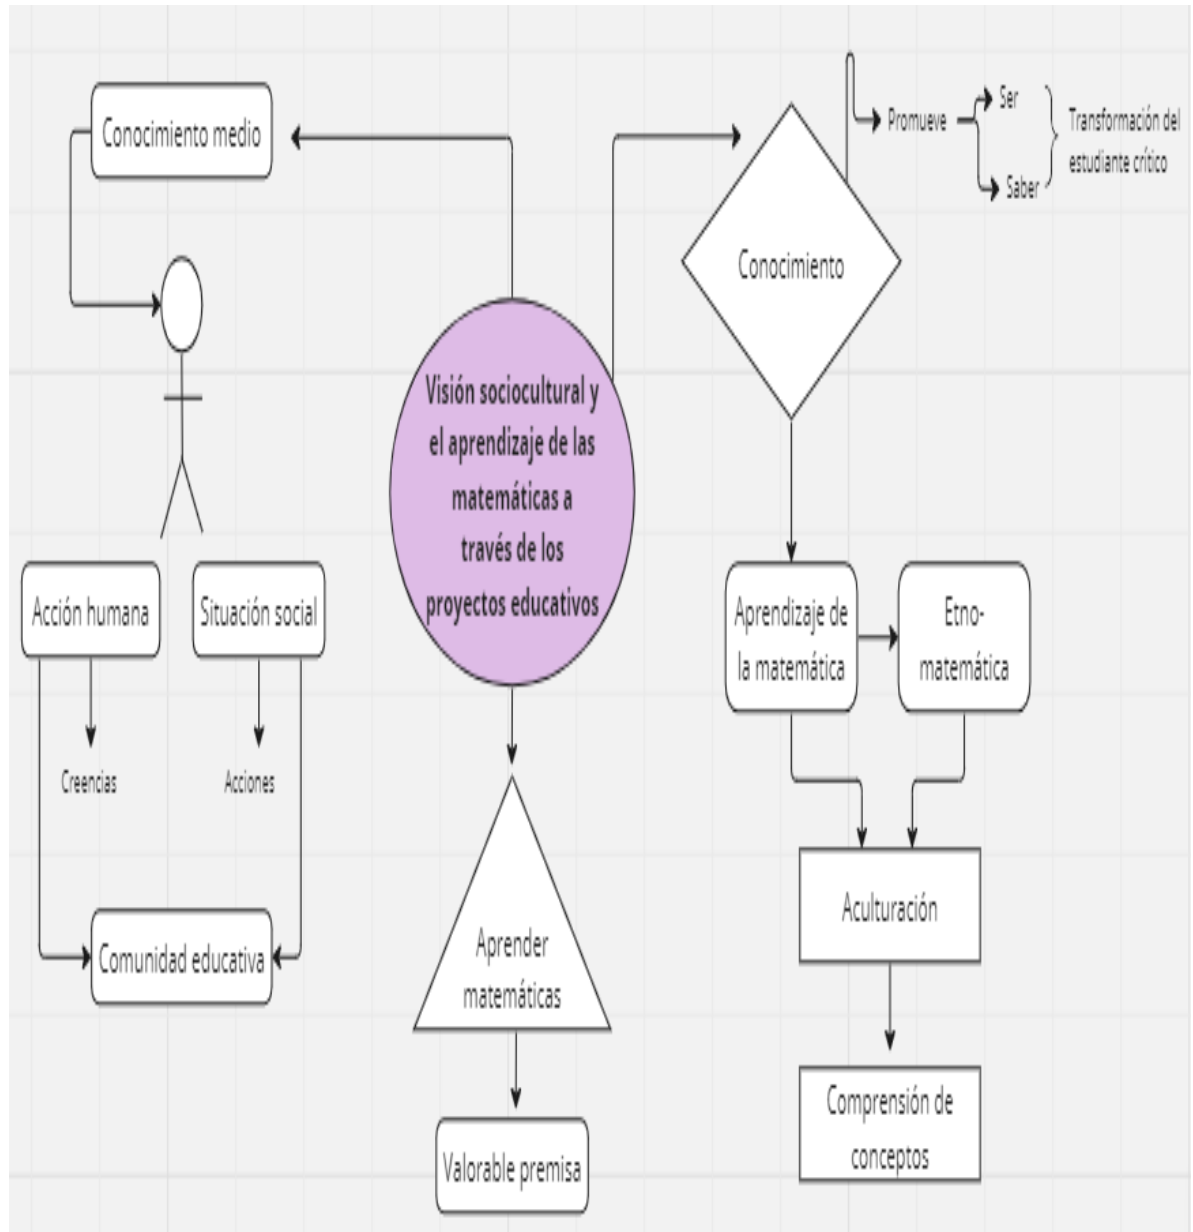 Conocimiento medio
Acción humana
Situación social
Creencias
Acciones
Comunidad educativa
Visión sociocultural y
el aprendizaje de las
matemáticas a
través de los
proyectos educativos
Aprender
matemáticas
Valorable premisa
Conocimiento
Promueve
Ser
Saber
Transformación del
estudiante crítico
Aprendizaje de
la matemática
Etno-
matemática
Aculturación
Comprensión de
conceptos